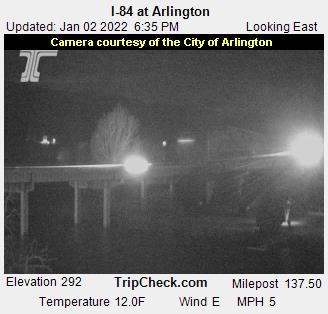 I-84 at Arlington
Updated: Jan 02 2022 6:35 PM Looking East
Camera courtesy of the City of Arlington
Elevation 292 TripCheck.com Milepost 137.50
Temperature 12.0F Wind E MPH 5